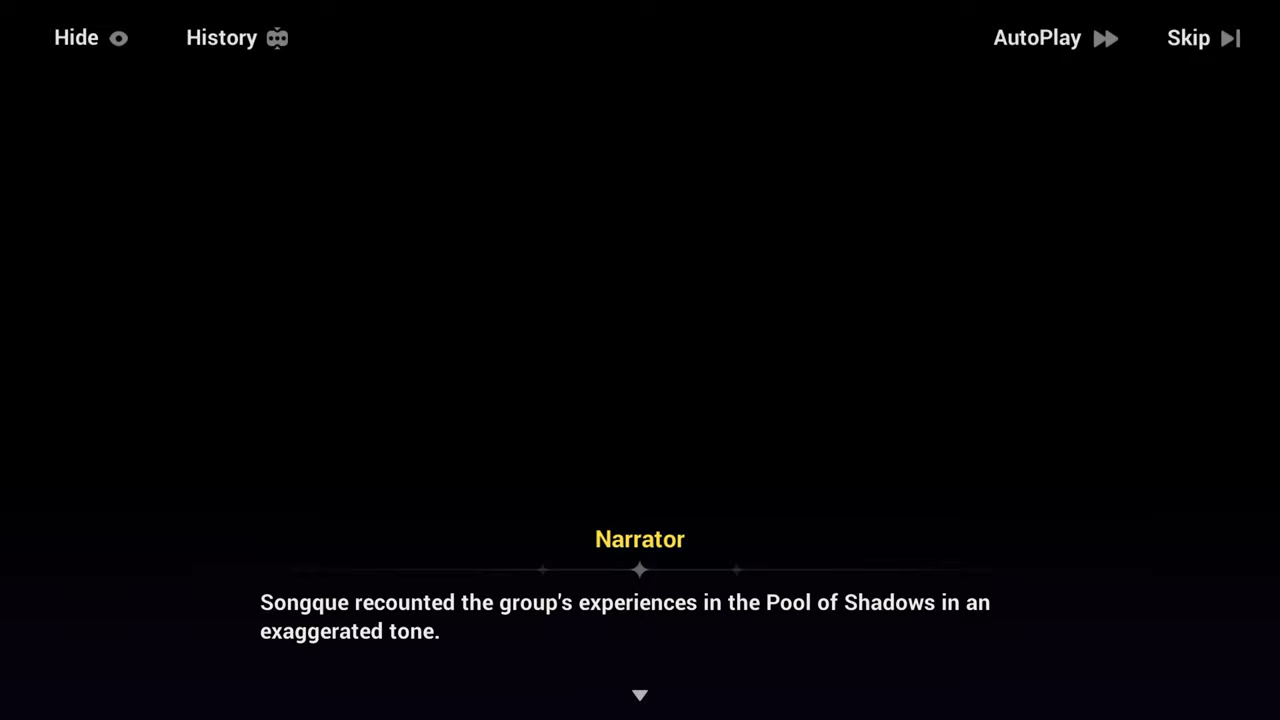 Hide
History
AutoPlay
Skip
Narrator
Songque recounted the group's experiences in the Pool of Shadows in an
exaggerated tone.